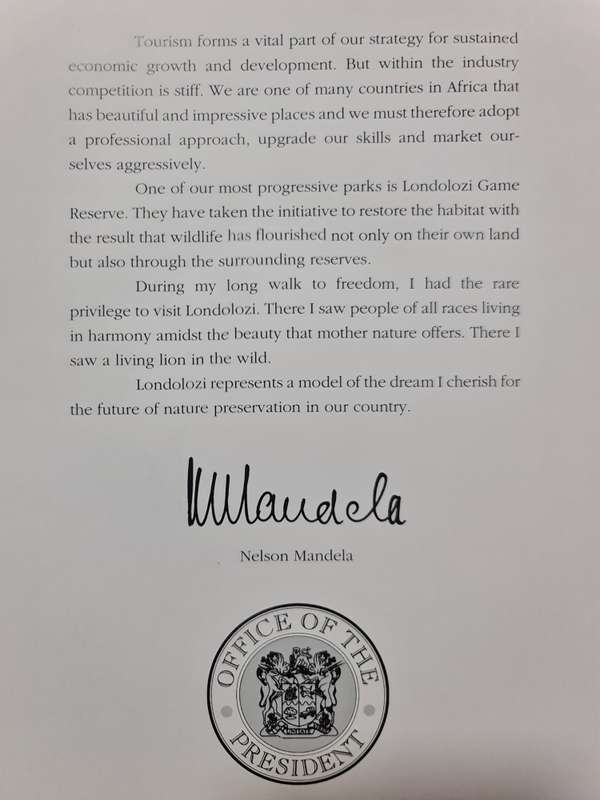 Tourism forms a vital part of our strategy for sustained
economic growth and development. But within the industry
competition is stiff. We are one of many countries in Africa that
has beautiful and impressive places and we must therefore adopt
a professional approach, upgrade our skills and market our-
selves aggressively.
One of our most progressive parks is Londolozi Game
Reserve. They have taken the initiative to restore the habitat with
the result that wildlife has flourished not only on their own land
but also through the surrounding reserves.
During my long walk to freedom, I had the rare
privilege to visit Londolozi. There I saw people of all races living
in harmony amidst the beauty that mother nature offers. There I
saw a living lion in the wild.
Londolozi represents a model of the dream I cherish for
the future of nature preservation in our country.
NMandela
Nelson Mandela
OFFICE OF THE
PRESIDENT